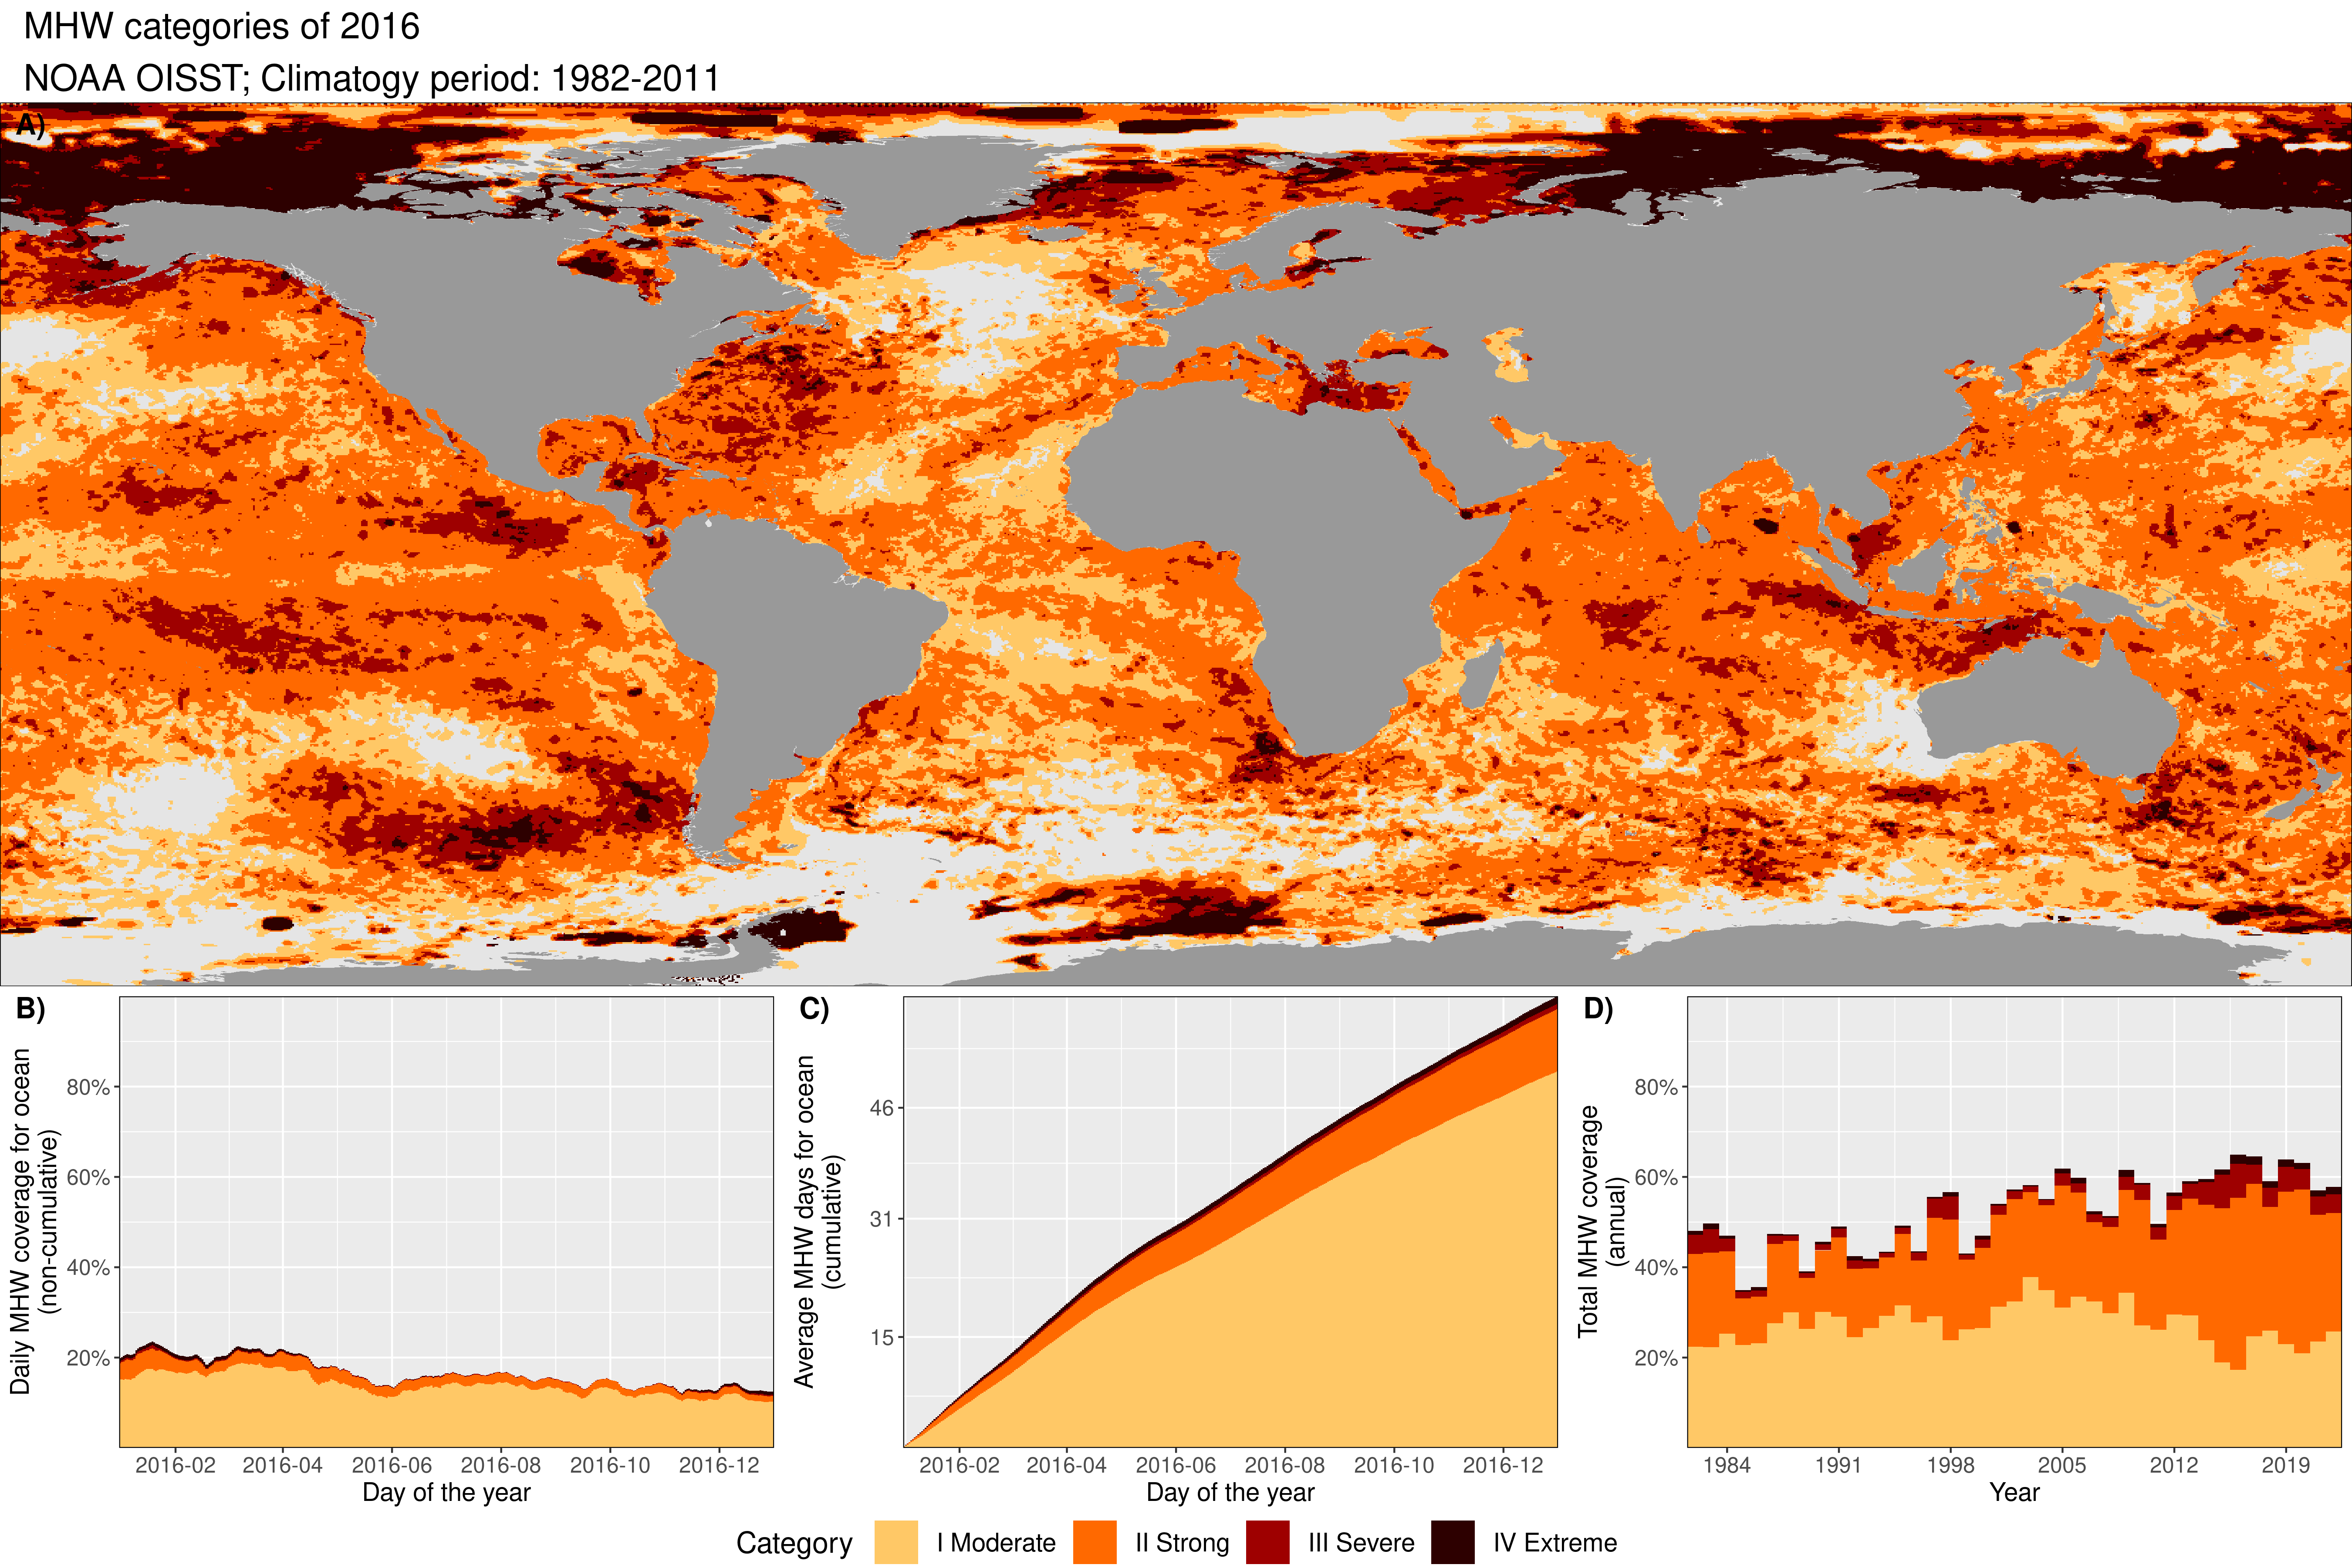 MHW categories of 2016
NOAA OISST; Climatogy period: 1982-2011
A)
B)
Daily MHW coverage for ocean
(non-cumulative)
80%
60%
40%
20%
2016-02 2016-04 2016-06 2016-08 2016-10 2016-12
Day of the year
C)
Average MHW days for ocean
(cumulative)
46
31
15
2016-02 2016-04 2016-06 2016-08 2016-10 2016-12
Day of the year
D)
Total MHW coverage
(annual)
80%
60%
40%
20%
1984 1991 1998 2005 2012 2019
Year
Category I Moderate II Strong III Severe IV Extreme